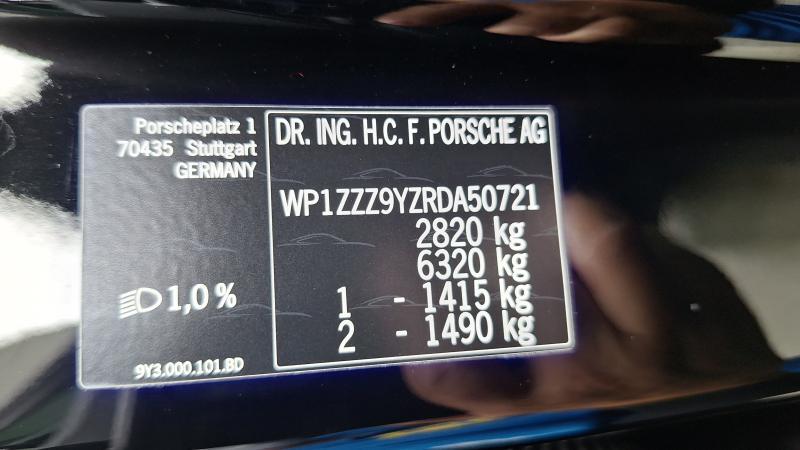 Porscheplatz 1
70435 Stuttgart
GERMANY
DR. ING. H.C. F. PORSCHE AG
WP1ZZZ9YZRDA50721
2820 kg
6320 kg
1 - 1415 kg
2 - 1490 kg
1,0 %
9Y3.000.101.BD